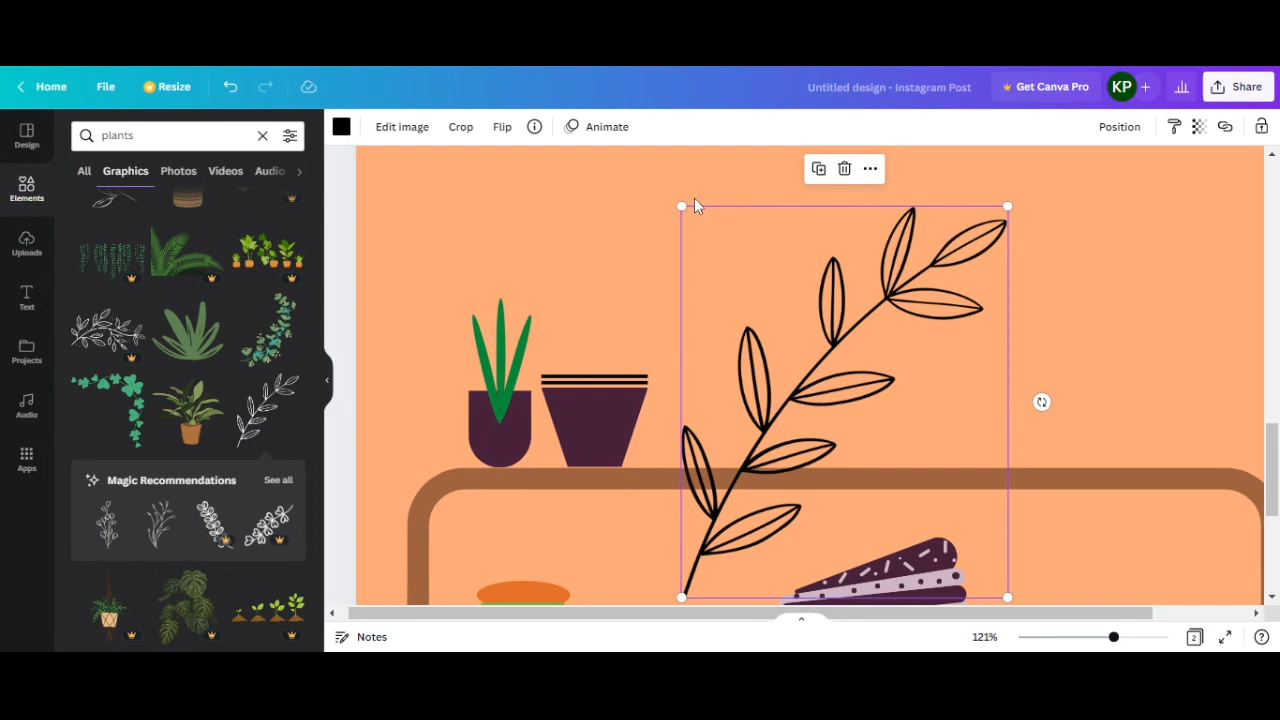 Home File Resize Untitled design - Instagram Post Get Canva Pro KP Share
Design
plants
Edit image Crop Flip Animate Position
All Graphics Photos Videos Audio
Elements
Uploads
Text
Projects
Audio
Apps
Magic Recommendations See all
Notes 121% 2